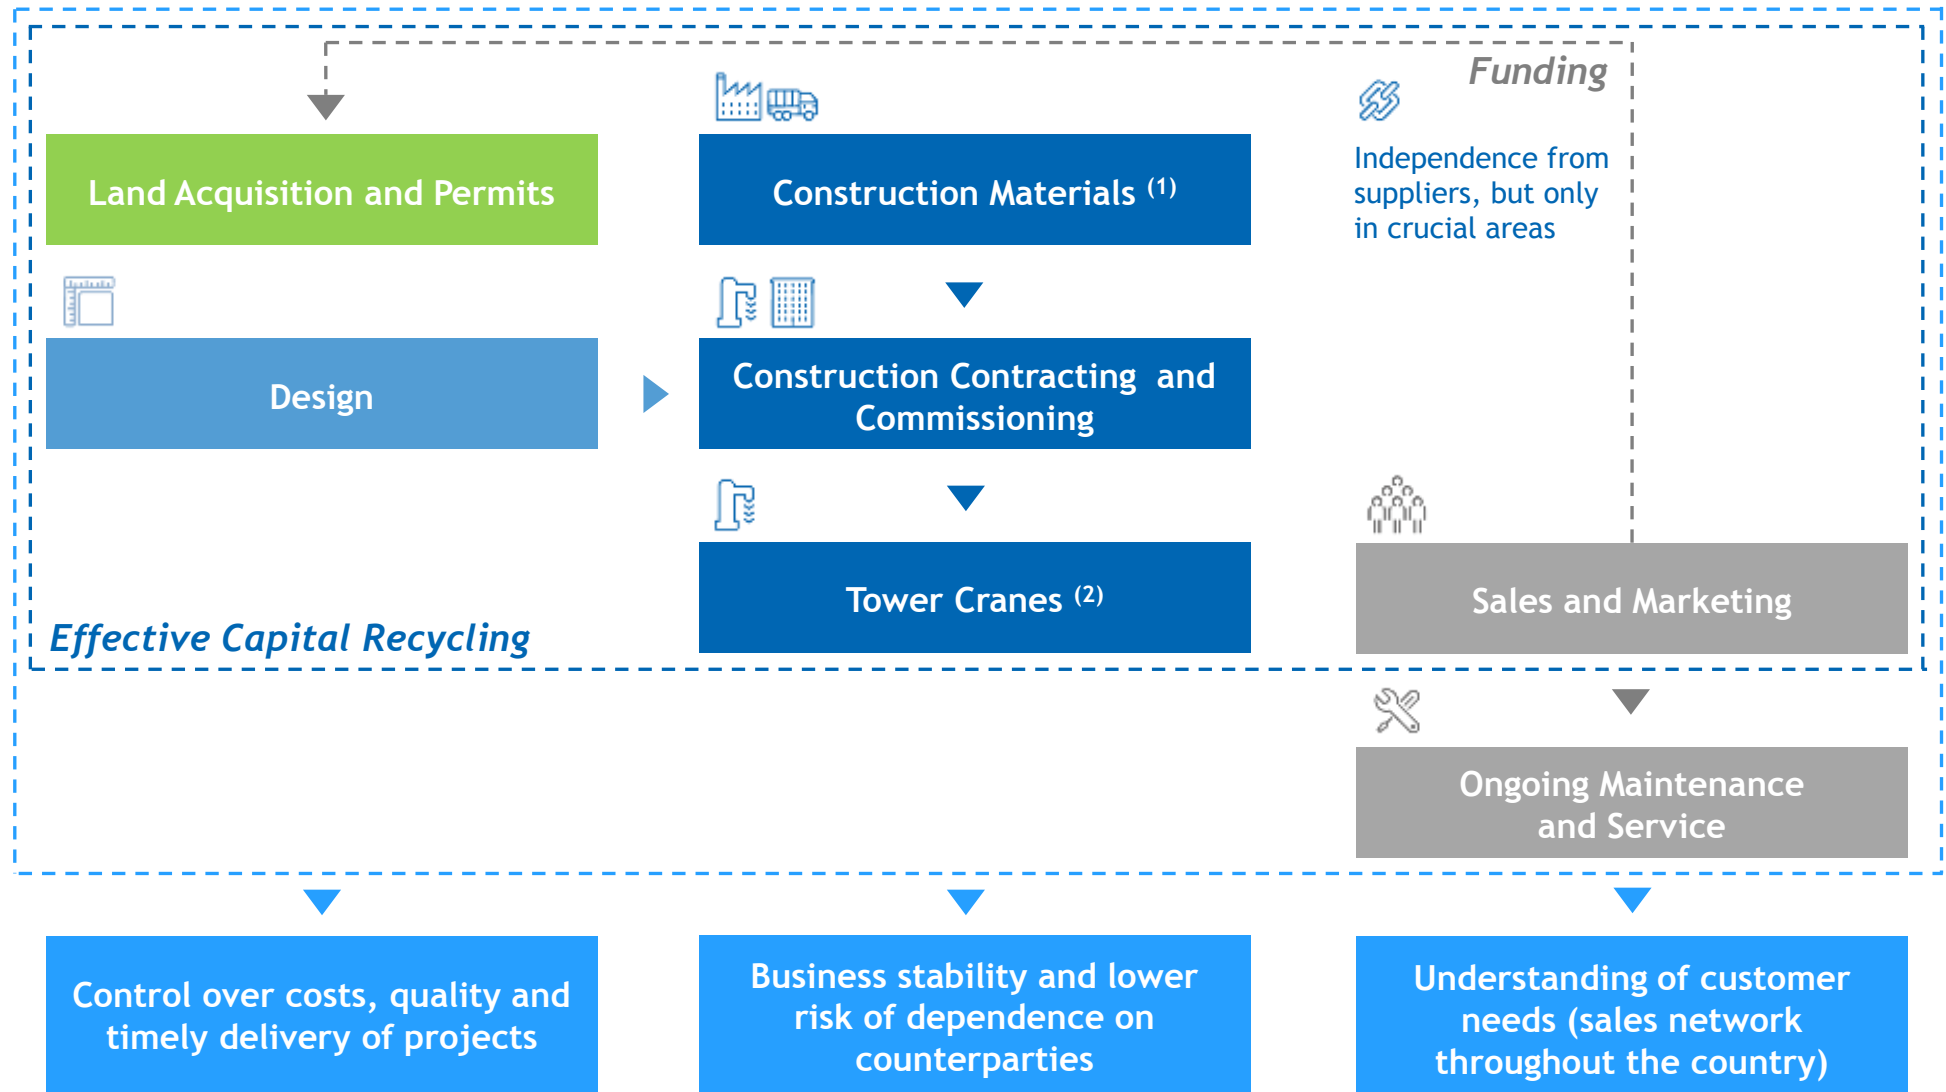 Funding
Land Acquisition and Permits
Construction Materials (1)
Independence from
suppliers, but only
in crucial areas
Design
Construction Contracting and
Commissioning
Tower Cranes (2)
Sales and Marketing
Effective Capital Recycling
Ongoing Maintenance
and Service
Control over costs, quality and
timely delivery of projects
Business stability and lower
risk of dependence on
counterparties
Understanding of customer
needs (sales network
throughout the country)